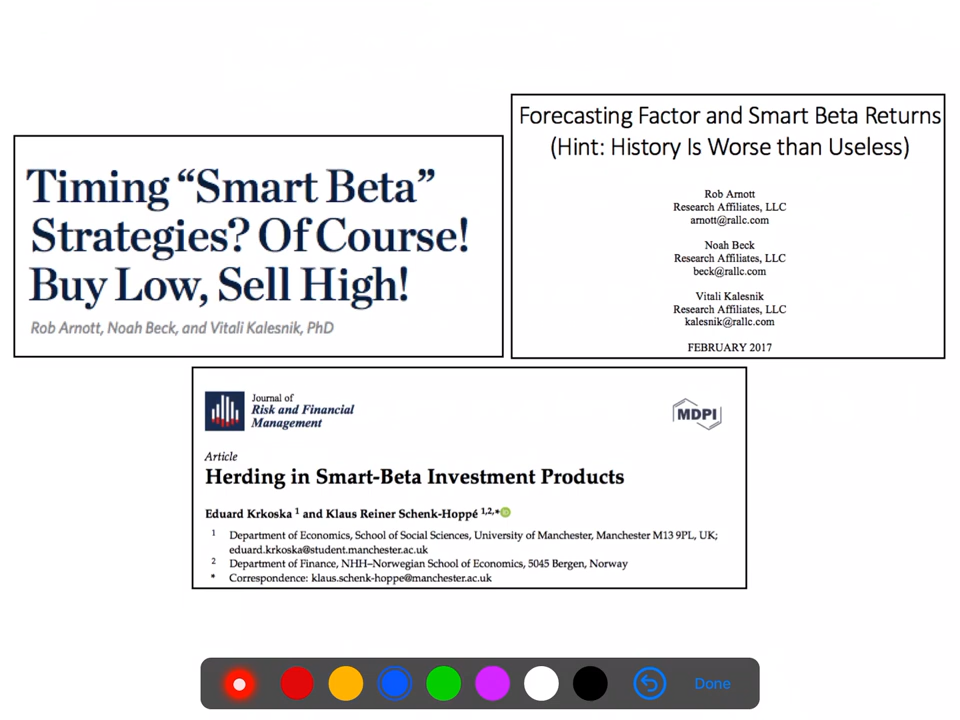 Timing “Smart Beta”
Strategies? Of Course!
Buy Low, Sell High!
Rob Arnott, Noah Beck, and Vitali Kalesnik, PhD
Forecasting Factor and Smart Beta Returns
(Hint: History Is Worse than Useless)
Rob Arnott
Research Affiliates, LLC
arnott@rallc.com
Noah Beck
Research Affiliates, LLC
beck@rallc.com
Vitali Kalesnik
Research Affiliates, LLC
kalesnik@rallc.com
FEBRUARY 2017
Journal of
Risk and Financial
Management
MDPI
Article
Herding in Smart-Beta Investment Products
Eduard Krkoska 1 and Klaus Reiner Schenk-Hoppé 1,2,* iD
1 Department of Economics, School of Social Sciences, University of Manchester, Manchester M13 9PL, UK;
eduard.krkoska@student.manchester.ac.uk
2 Department of Finance, NHH–Norwegian School of Economics, 5045 Bergen, Norway
* Correspondence: klaus.schenk-hoppe@manchester.ac.uk
Done